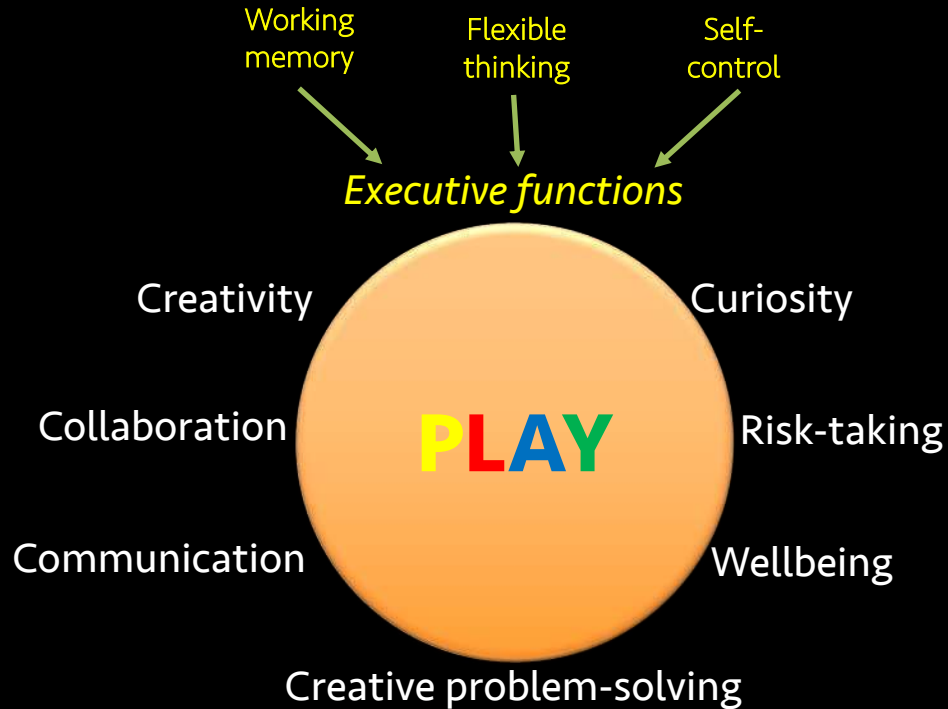 Working
memory
Flexible
thinking
Self-
control
Executive functions
Creativity
Curiosity
Collaboration
PLAY
Risk-taking
Communication
Wellbeing
Creative problem-solving